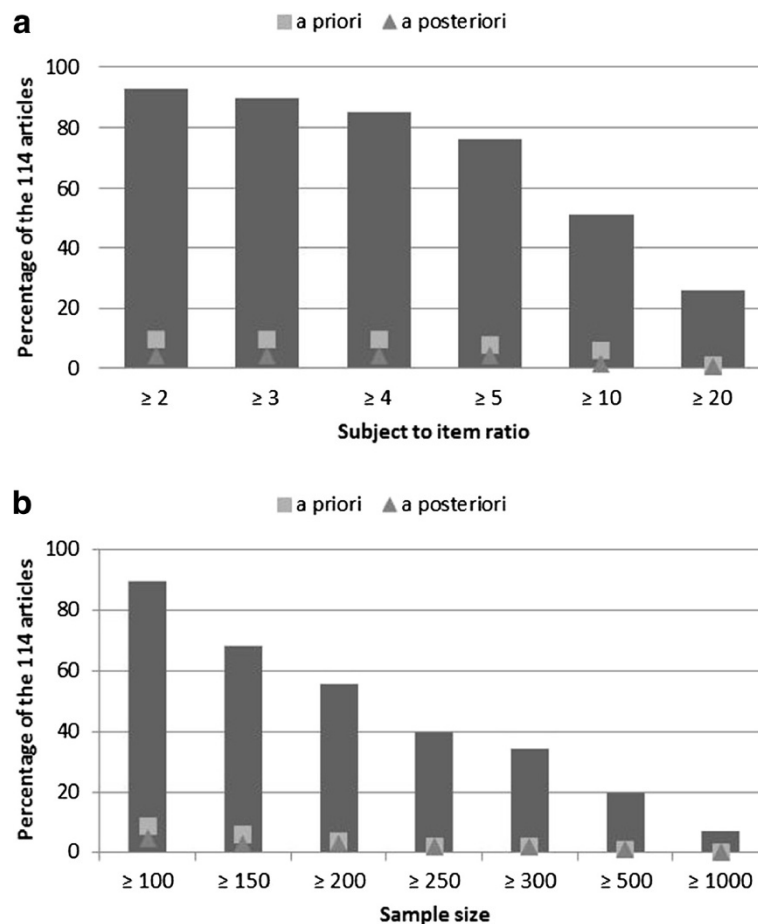 a
a priori a posteriori
Percentage of the 114 articles
100
80
60
40
20
0
≥ 2 ≥ 3 ≥ 4 ≥ 5 ≥ 10 ≥ 20
Subject to item ratio
b
a priori a posteriori
Percentage of the 114 articles
100
80
60
40
20
0
≥ 100 ≥ 150 ≥ 200 ≥ 250 ≥ 300 ≥ 500 ≥ 1000
Sample size